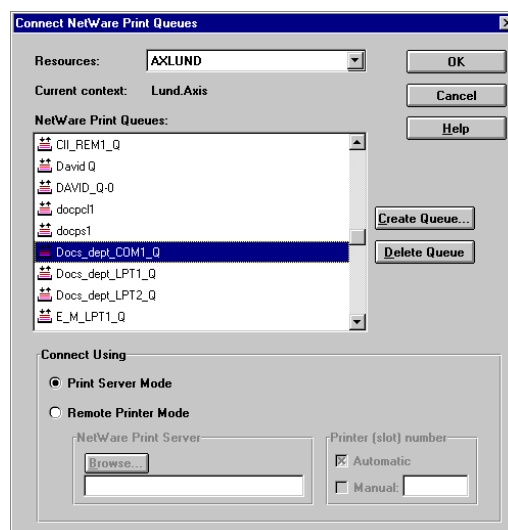 Connect NetWare Print Queues
Resources: AXLUND OK
Current context: Lund.Axis Cancel
NetWare Print Queues: Help
CII_REM1_Q
David Q
DAVID_Q-0
docpcl1
docps1
Docs_dept_COM1_Q
Docs_dept_LPT1_Q
Docs_dept_LPT2_Q
E_M_LPT1_Q
Create Queue...
Delete Queue
Connect Using
Print Server Mode
Remote Printer Mode
NetWare Print Server
Browse...
Printer (slot) number
Automatic
Manual: